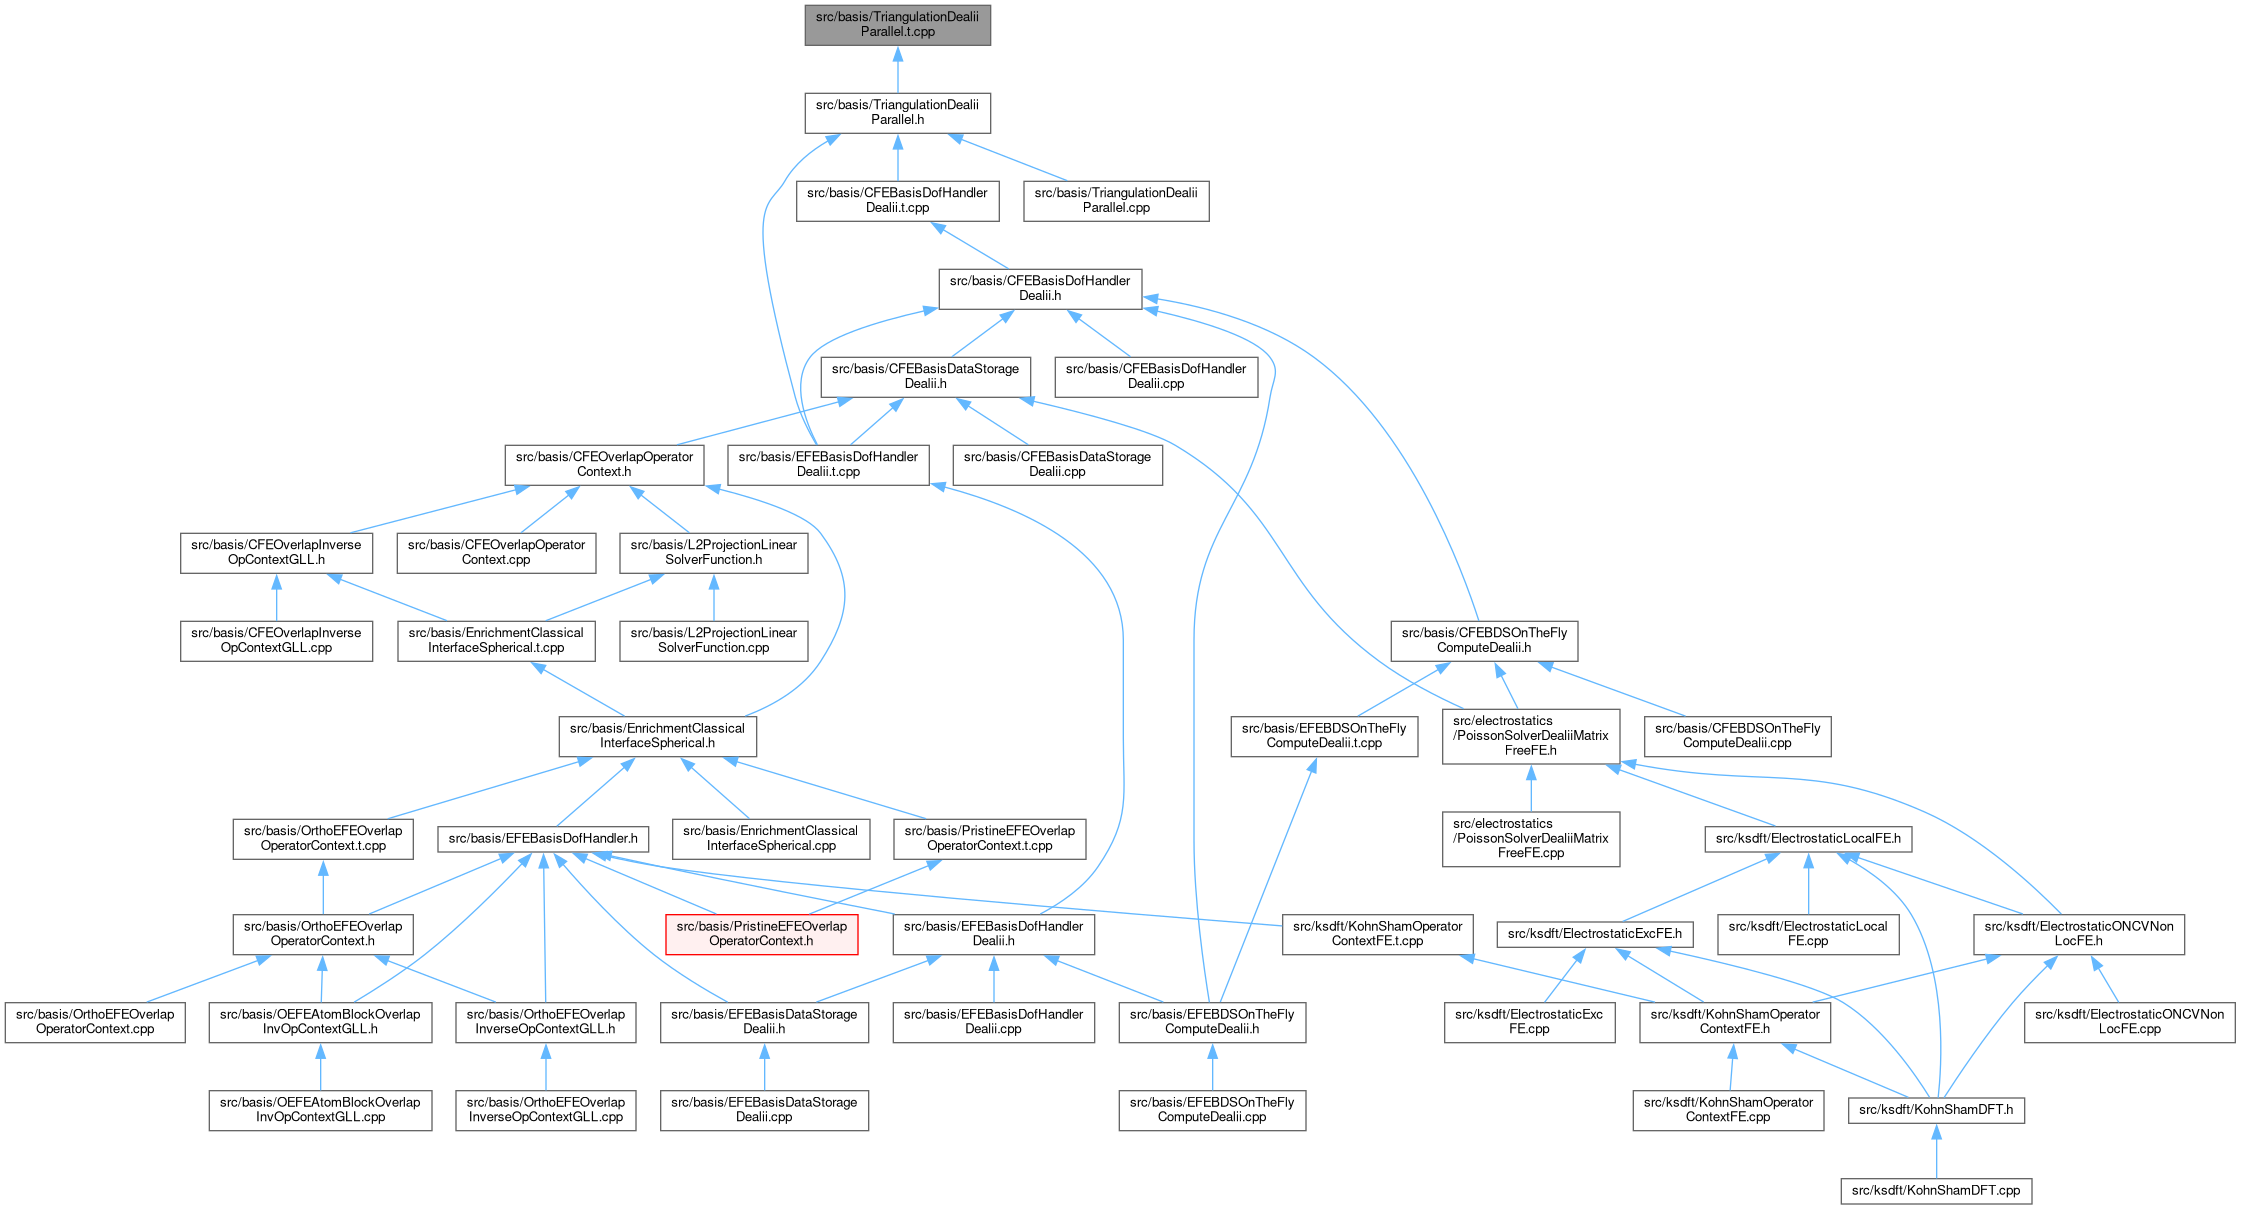 src/basis/TriangulationDealii
Parallel.t.cpp
src/basis/TriangulationDealii
Parallel.h
src/basis/CFEBasisDofHandler
Dealii.t.cpp
src/basis/TriangulationDealii
Parallel.cpp
src/basis/CFEBasisDofHandler
Dealii.h
src/basis/CFEBasisDataStorage
Dealii.h
src/basis/CFEBasisDofHandler
Dealii.cpp
src/basis/CFEOverlapOperator
Context.h
src/basis/EFEBasisDofHandler
Dealii.t.cpp
src/basis/CFEBasisDataStorage
Dealii.cpp
src/basis/CFEOverlapInverse
OpContextGLL.h
src/basis/CFEOverlapOperator
Context.cpp
src/basis/L2ProjectionLinear
SolverFunction.h
src/basis/CFEOverlapInverse
OpContextGLL.cpp
src/basis/EnrichmentClassical
InterfaceSpherical.t.cpp
src/basis/L2ProjectionLinear
SolverFunction.cpp
src/basis/CFEBDSOnTheFly
ComputeDealii.h
src/basis/EnrichmentClassical
InterfaceSpherical.h
src/basis/EFEBDSOnTheFly
ComputeDealii.t.cpp
src/electrostatics
/PoissonSolverDealiiMatrix
FreeFE.h
src/basis/CFEBDSOnTheFly
ComputeDealii.cpp
src/basis/OrthoEFEOverlap
OperatorContext.t.cpp
src/basis/EFEBasisDofHandler.h
src/basis/EnrichmentClassical
InterfaceSpherical.cpp
src/basis/PristineEFEOverlap
OperatorContext.t.cpp
src/electrostatics
/PoissonSolverDealiiMatrix
FreeFE.cpp
src/ksdft/ElectrostaticLocalFE.h
src/basis/OrthoEFEOverlap
OperatorContext.h
src/basis/PristineEFEOverlap
OperatorContext.h
src/basis/EFEBasisDofHandler
Dealii.h
src/ksdft/KohnShamOperator
ContextFE.t.cpp
src/ksdft/ElectrostaticExcFE.h
src/ksdft/ElectrostaticLocal
FE.cpp
src/ksdft/ElectrostaticONCVNon
LocFE.h
src/basis/OrthoEFEOverlap
OperatorContext.cpp
src/basis/OEFEAtomBlockOverlap
InvOpContextGLL.h
src/basis/OrthoEFEOverlap
InverseOpContextGLL.h
src/basis/EFEBasisDataStorage
Dealii.h
src/basis/EFEBasisDofHandler
Dealii.cpp
src/basis/EFEBDSOnTheFly
ComputeDealii.h
src/ksdft/ElectrostaticExc
FE.cpp
src/ksdft/KohnShamOperator
ContextFE.h
src/ksdft/ElectrostaticONCVNon
LocFE.cpp
src/basis/OEFEAtomBlockOverlap
InvOpContextGLL.cpp
src/basis/OrthoEFEOverlap
InverseOpContextGLL.cpp
src/basis/EFEBasisDataStorage
Dealii.cpp
src/basis/EFEBDSOnTheFly
ComputeDealii.cpp
src/ksdft/KohnShamOperator
ContextFE.cpp
src/ksdft/KohnShamDFT.h
src/ksdft/KohnShamDFT.cpp